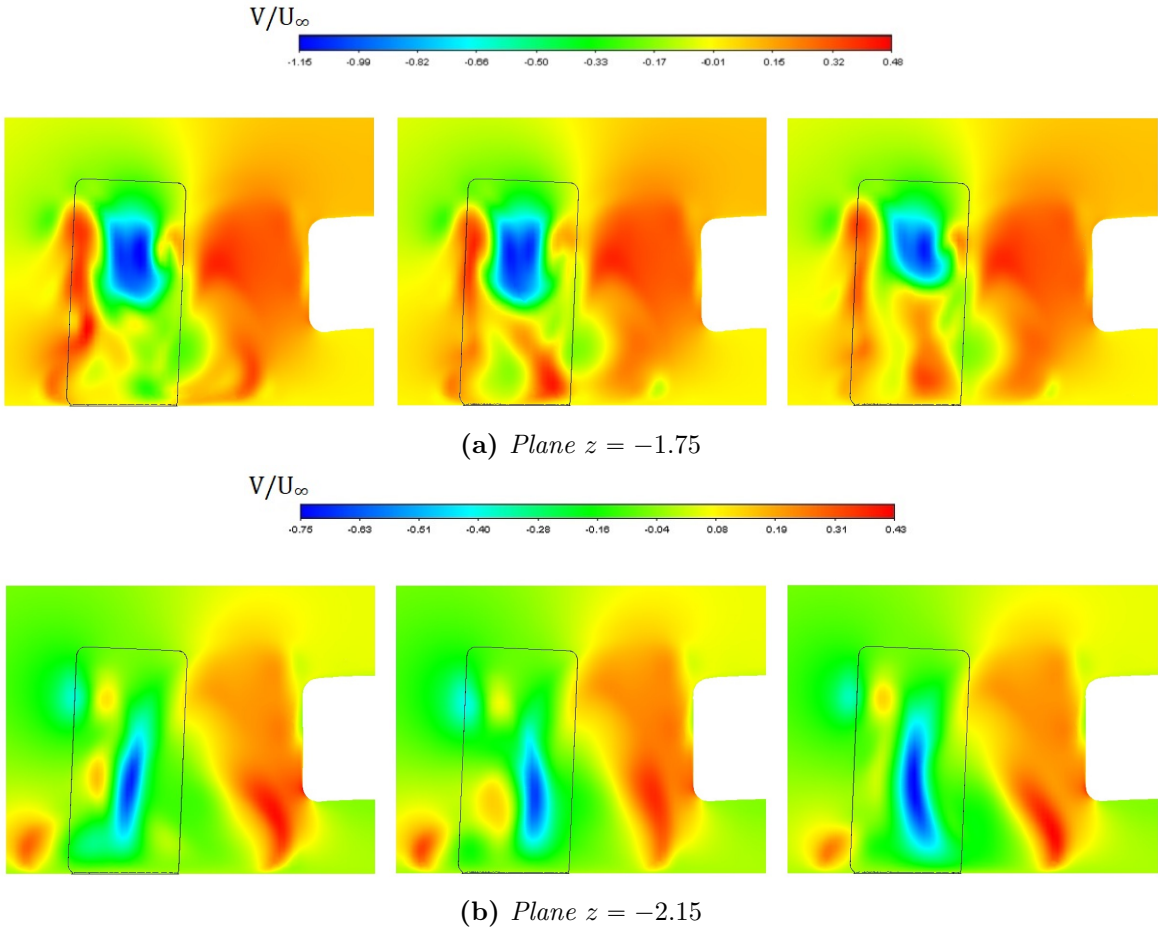 V/U∞
-1.15 -0.99 -0.82 -0.66 -0.50 -0.33 -0.17 -0.01 0.15 0.32 0.48
(a) Plane z = −1.75
V/U∞
-0.75 -0.63 -0.51 -0.40 -0.28 -0.16 -0.04 0.08 0.19 0.31 0.43
(b) Plane z = −2.15